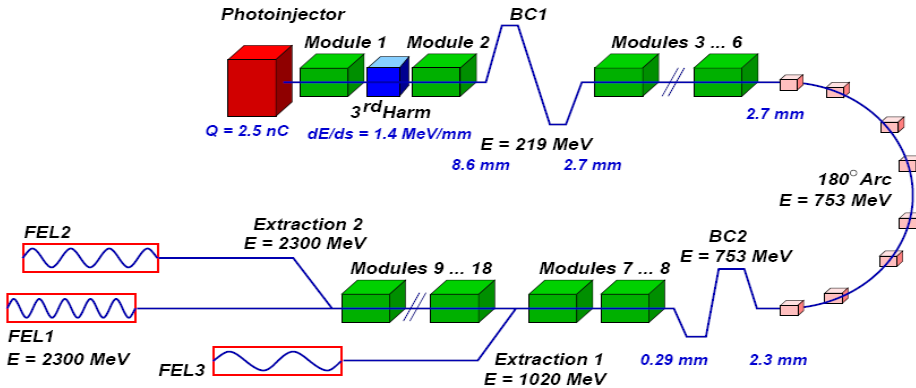 Photoinjector
BC1
Module 1
Module 2
Modules 3 ... 6
3rdHarm
Q = 2.5 nC
dE/ds = 1.4 MeV/mm
E = 219 MeV
8.6 mm
2.7 mm
2.7 mm
180° Arc
E = 753 MeV
Extraction 2
E = 2300 MeV
FEL2
BC2
E = 753 MeV
Modules 9 ... 18
Modules 7 ... 8
FEL1
E = 2300 MeV
FEL3
Extraction 1
E = 1020 MeV
0.29 mm
2.3 mm